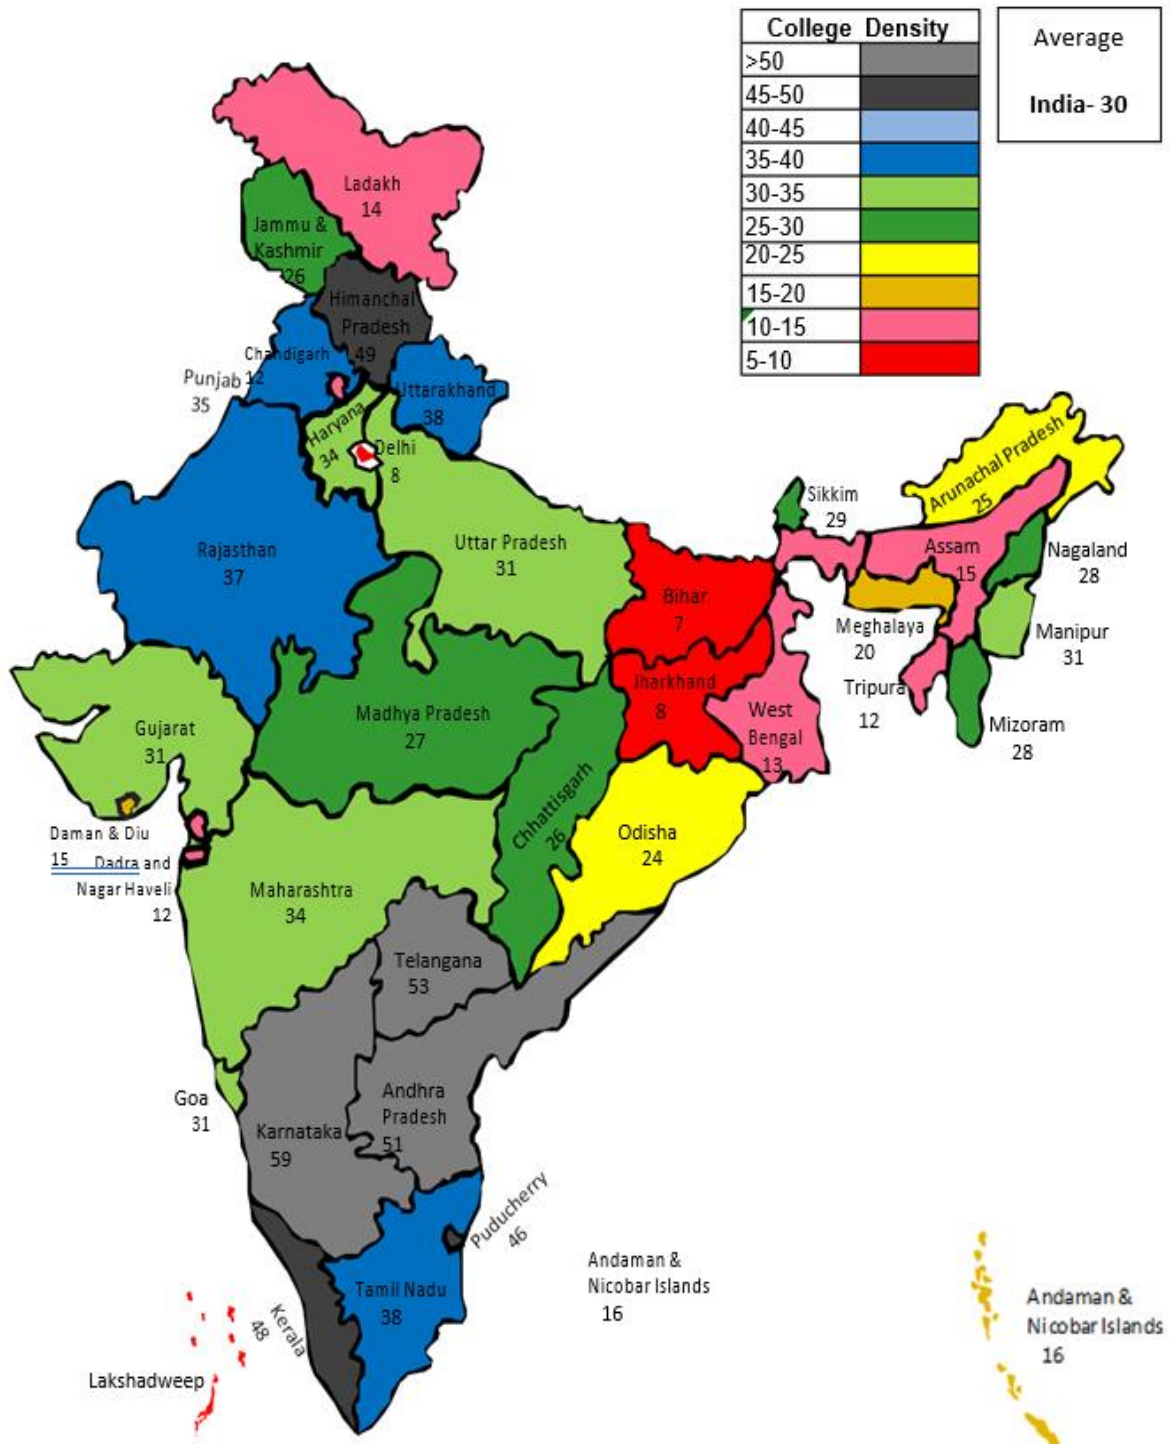 College Density
>50
45-50
40-45
35-40
30-35
25-30
20-25
15-20
10-15
5-10
Average
India- 30
Ladakh
14
Jammu &
Kashmir
26
Himanchal
Pradesh
49
Chandigarh
12
Punjab
35
Uttarakhand
38
Haryana
34
Delhi
8
Rajasthan
37
Uttar Pradesh
31
Bihar
7
Sikkim
29
Arunachal Pradesh
25
Assam
15
Nagaland
28
Meghalaya
20
Manipur
31
Tripura
12
Mizoram
28
Jharkhand
8
West
Bengal
13
Gujarat
31
Madhya Pradesh
27
Chhattisgarh
26
Odisha
24
Daman & Diu
15
Dadra and
Nagar Haveli
12
Maharashtra
34
Telangana
53
Goa
31
Karnataka
59
Andhra
Pradesh
51
Puducherry
46
Tamil Nadu
38
Kerala
48
Lakshadweep
Andaman &
Nicobar Islands
16
Andaman &
Nicobar Islands
16